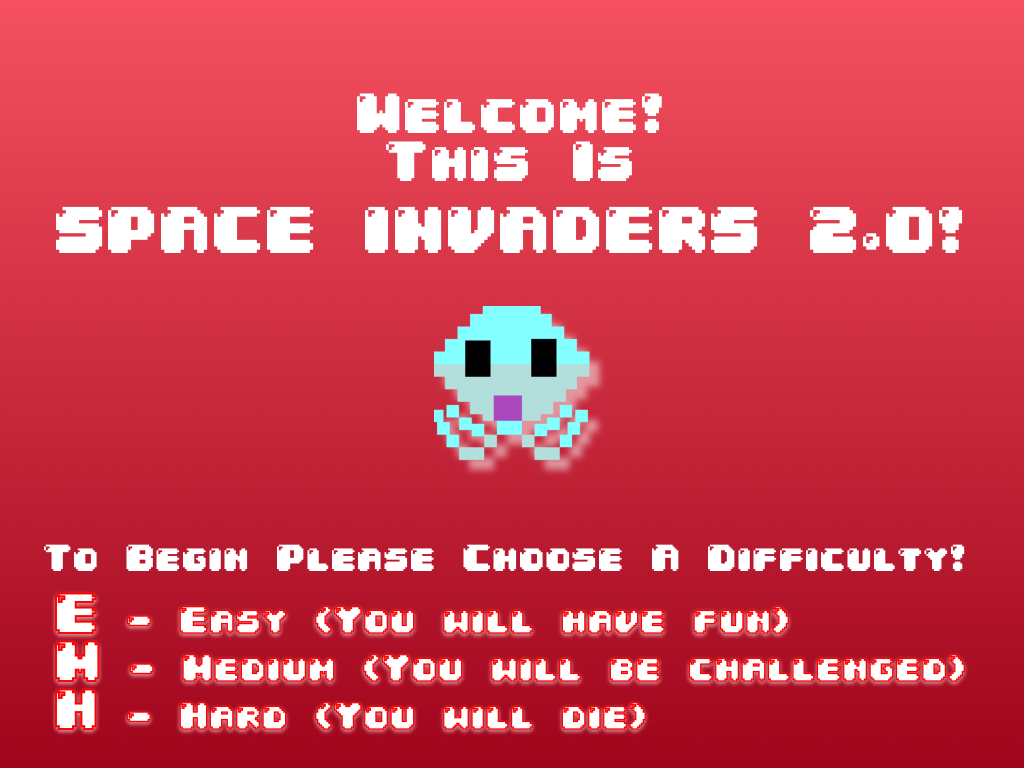 Welcome!
This Is
SPACE INVADERS 2.0!
To Begin Please Choose A Difficulty!
E - Easy (You will have fun)
M - Medium (You will be challenged)
H - Hard (You will die)